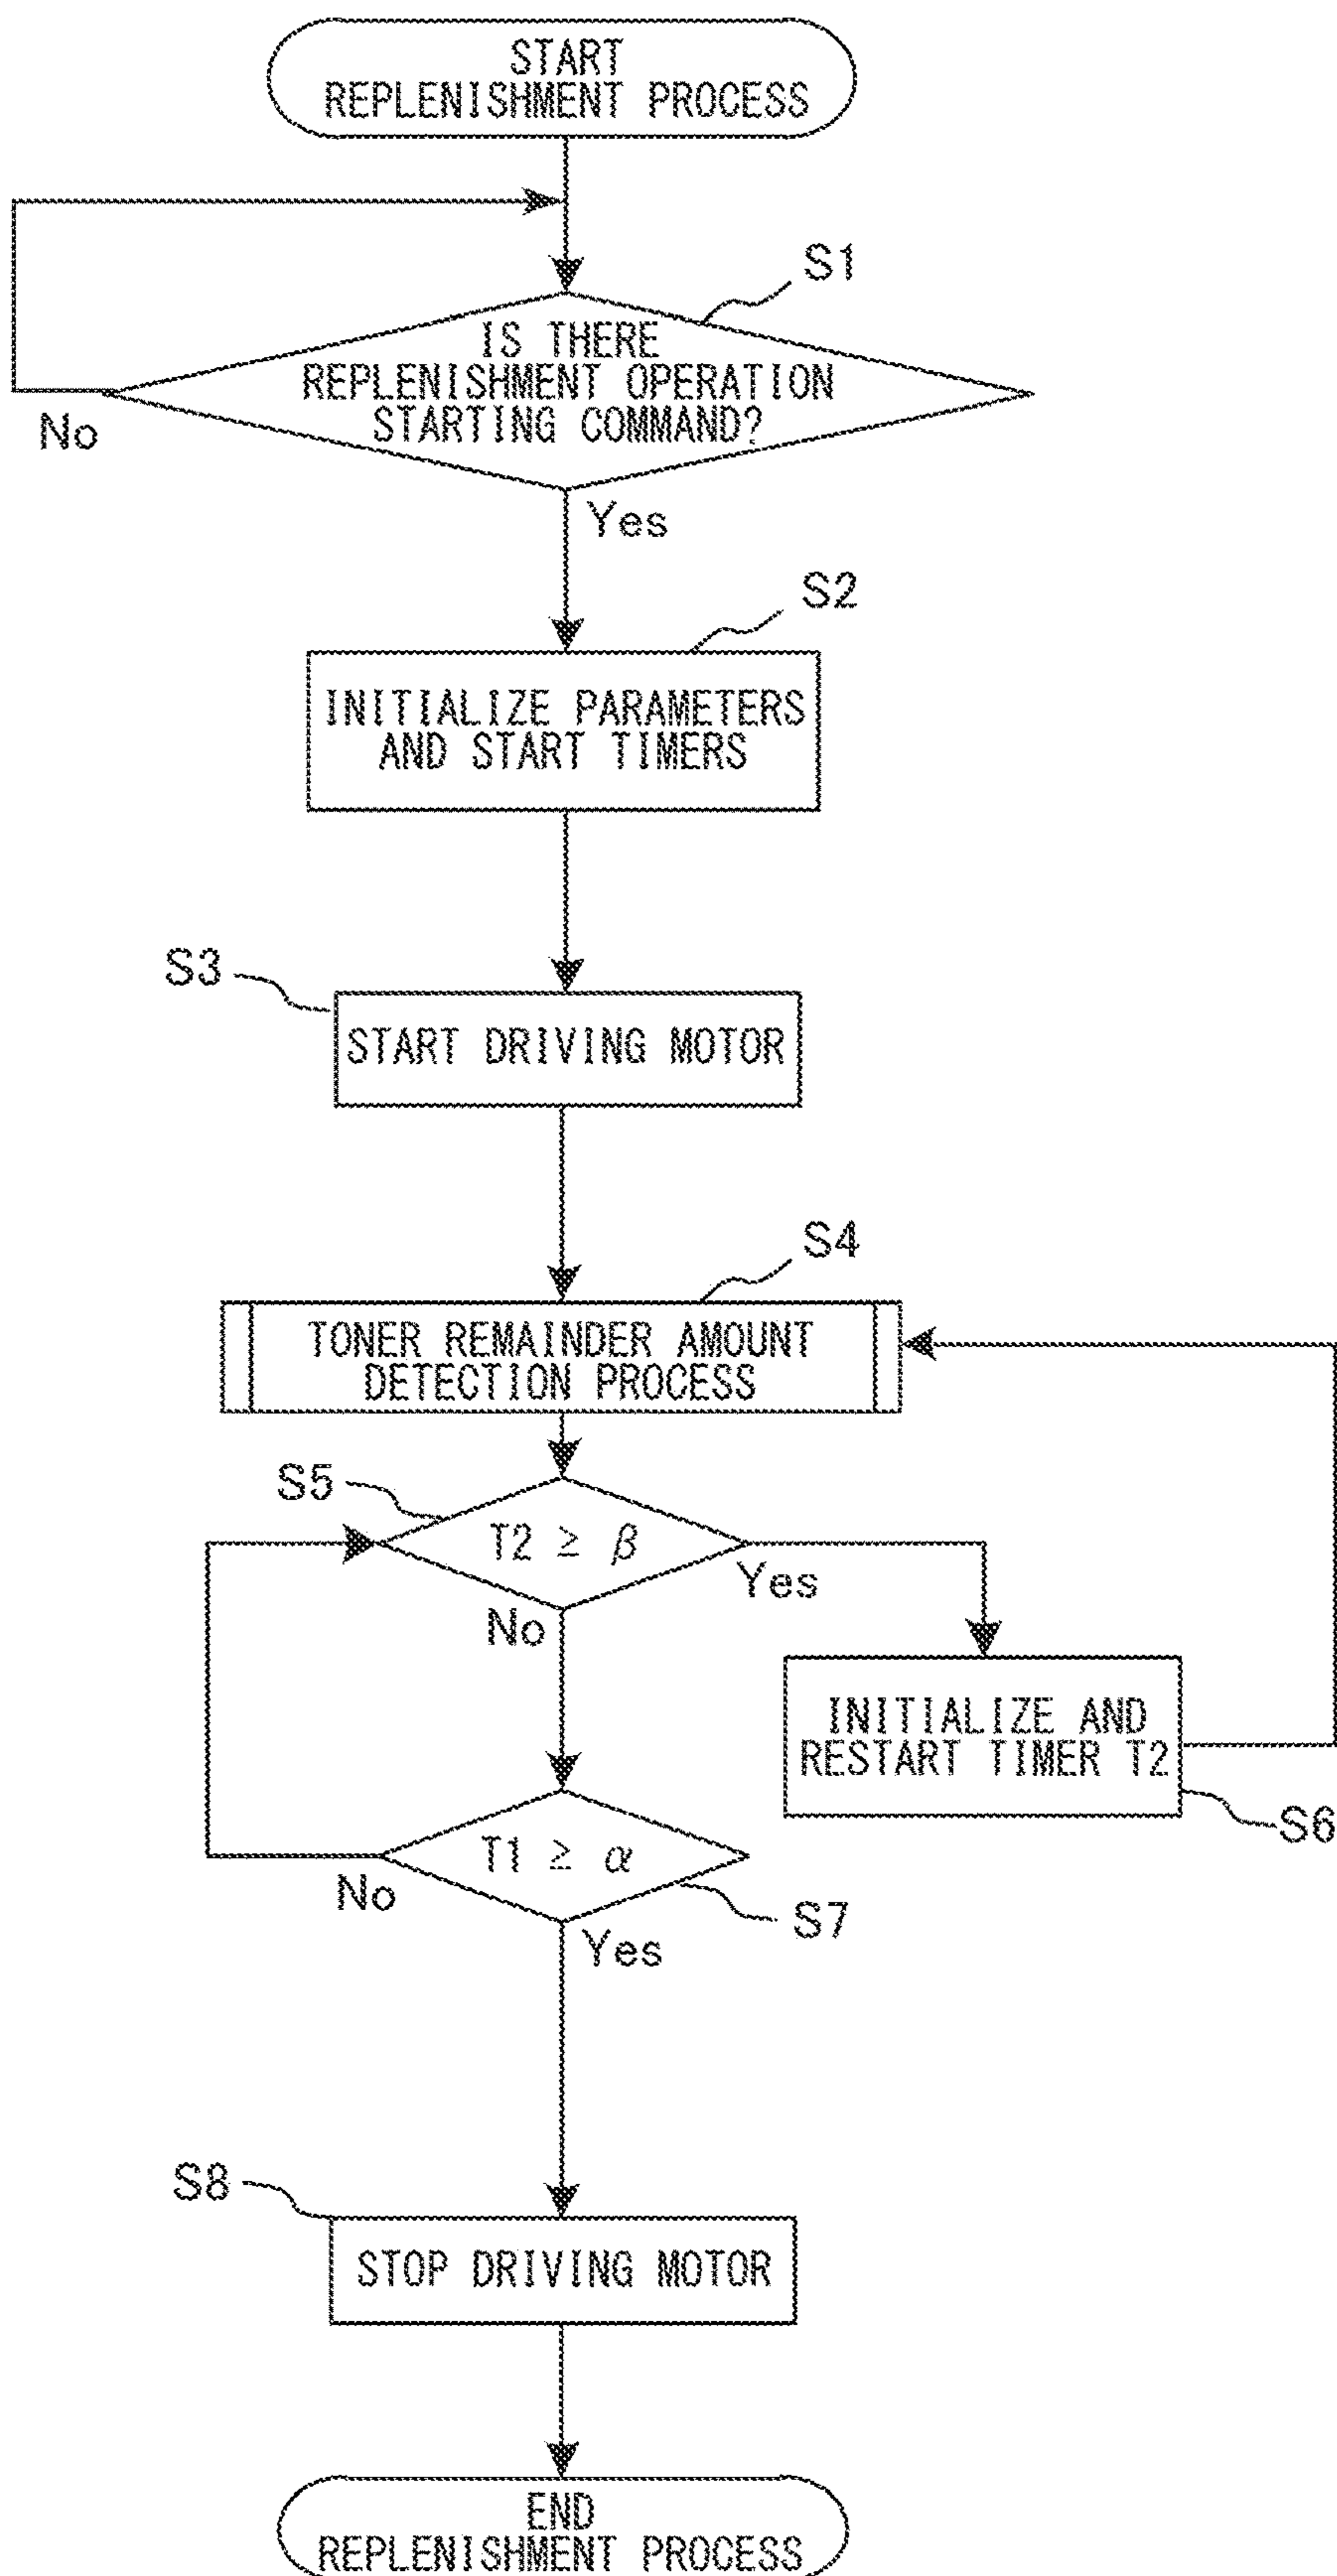 START
REPLENISHMENT PROCESS
S1
IS THERE
REPLENISHMENT OPERATION
STARTING COMMAND?
No
Yes
S2
INITIALIZE PARAMETERS
AND START TIMERS
S3
START DRIVING MOTOR
S4
TONER REMAINDER AMOUNT
DETECTION PROCESS
S5
T2 ≥ β
Yes
No
INITIALIZE AND
RESTART TIMER T2
S6
T1 ≥ α
No
S7
Yes
S8
STOP DRIVING MOTOR
END
REPLENISHMENT PROCESS